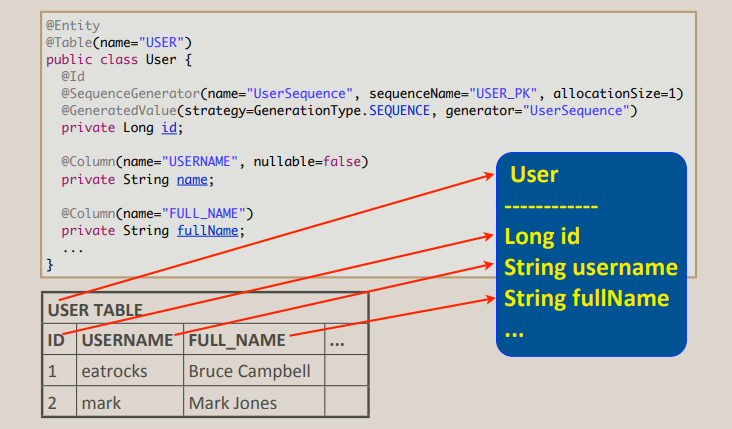 @Entity
@Table(name="USER")
public class User {
@Id
@SequenceGenerator(name="UserSequence", sequenceName="USER_PK", allocationSize=1)
@GeneratedValue(strategy=GenerationType.SEQUENCE, generator="UserSequence")
private Long id;
@Column(name="USERNAME", nullable=false)
private String name;
@Column(name="FULL_NAME")
private String fullName;
...
}
User
------------
Long id
String username
String fullName
...
USER TABLE
ID USERNAME FULL_NAME ...
1 eatrocks Bruce Campbell
2 mark Mark Jones